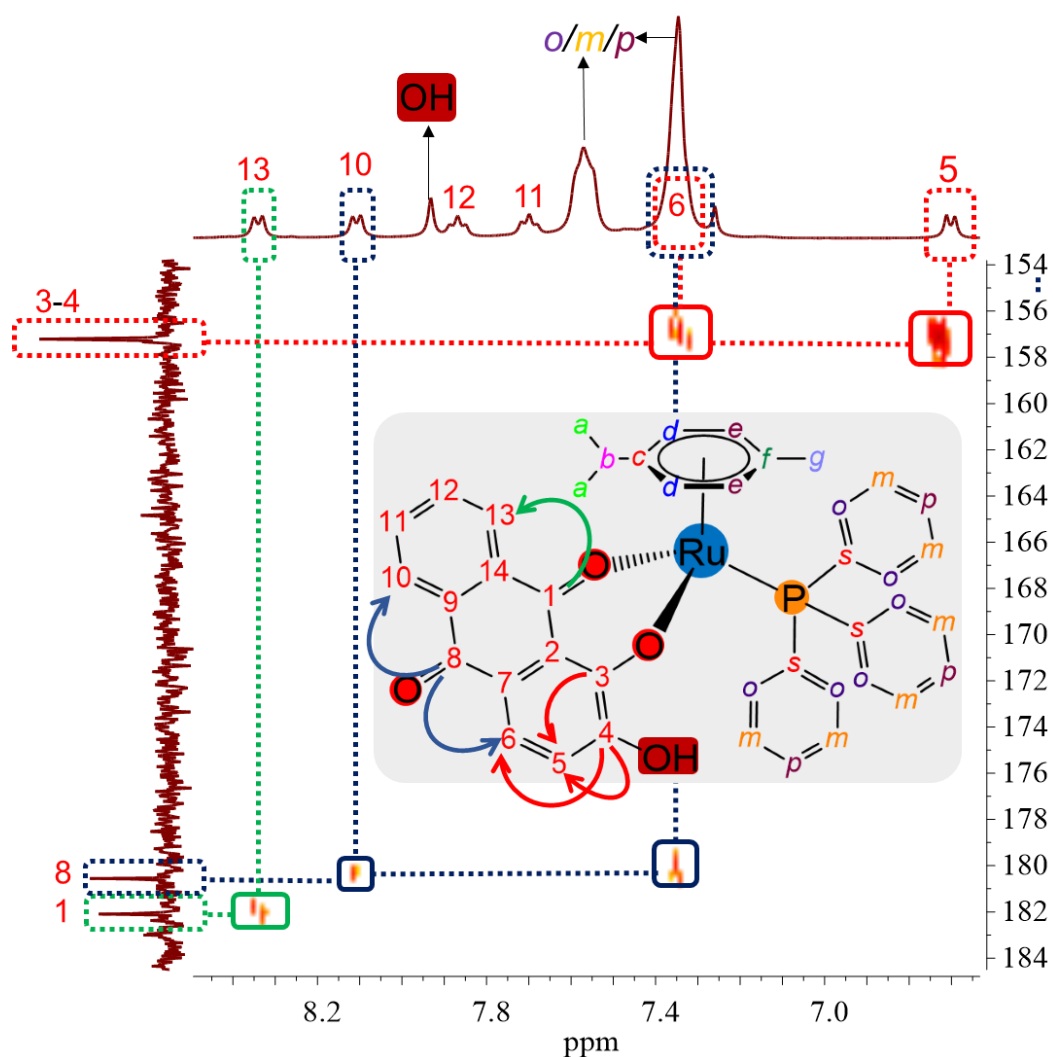 o/m/p
OH
13
10
12
11
6
5
3-4
154
156
158
160
162
164
166
168
170
172
174
176
178
180
182
184
a
b
a
c
d
e
d
e
f
g
12
11
13
10
14
9
1
O
8
O
7
2
3
O
6
5
4
OH
Ru
P
s
o
m
p
m
o
s
o
m
p
m
o
s
o
m
p
m
o
8
1
8.2
7.8
7.4
7.0
ppm